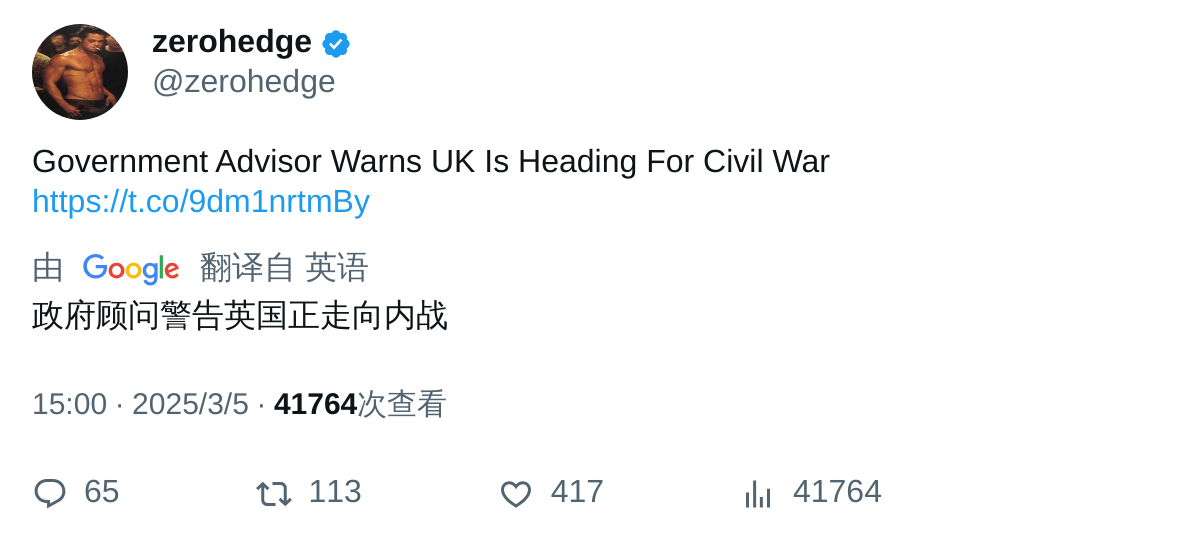 zerohedge
@zerohedge
Government Advisor Warns UK Is Heading For Civil War
https://t.co/9dm1nrtmBy
由 Google 翻译自 英语
政府顾问警告英国正走向内战
15:00 · 2025/3/5 · 41764次查看
65 113 417 41764